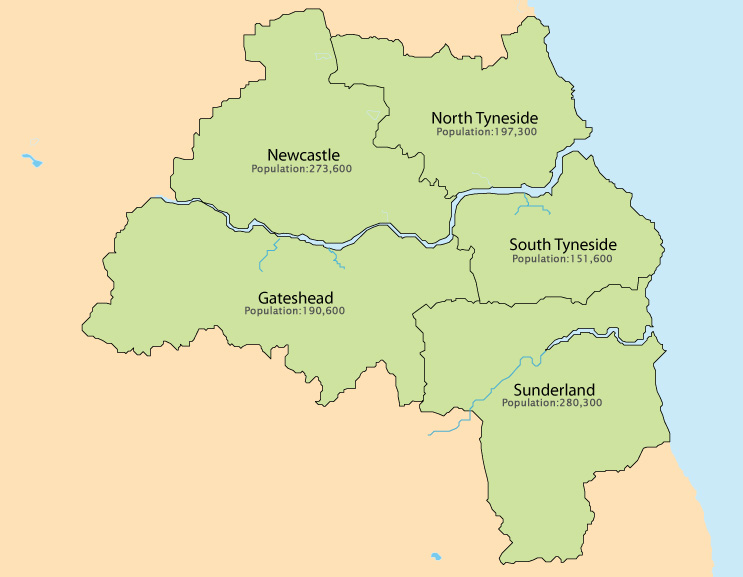 North Tyneside
Population:197,300
Newcastle
Population:273,600
South Tyneside
Population:151,600
Gateshead
Population:190,600
Sunderland
Population:280,300